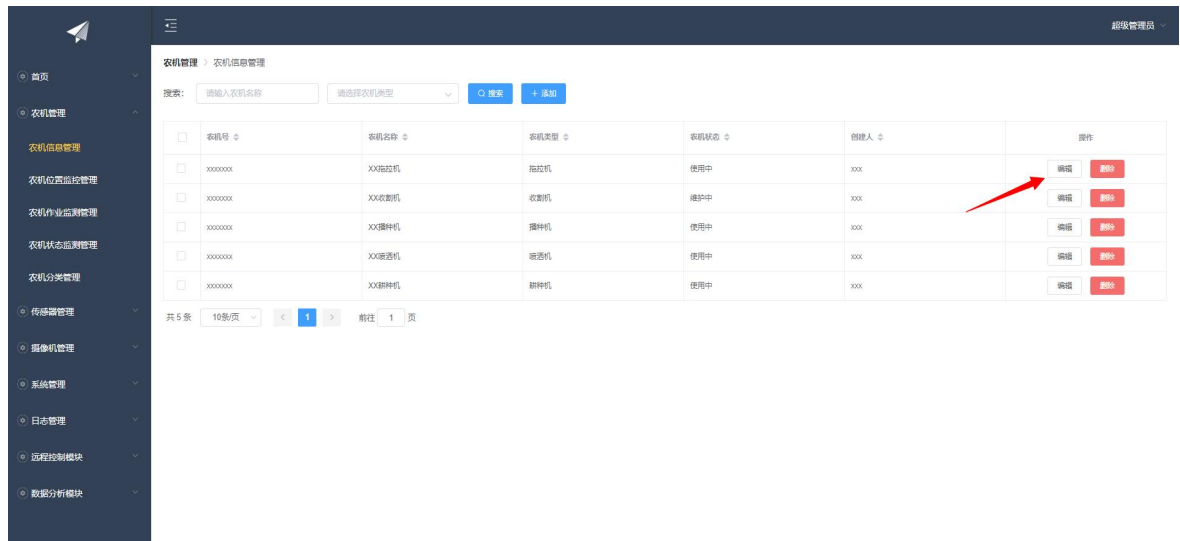 超级管理员
农机管理 > 农机信息管理
搜索： 请输入农机名称 请选择农机类型 搜索 + 添加
首页
农机管理
农机信息管理
农机位置监控管理
农机作业监测管理
农机状态监测管理
农机分类管理
传感器管理
摄像机管理
系统管理
日志管理
远程控制模块
数据分析模块
农机号 农机名称 农机类型 农机状态 创建人 操作
xxxxxxx XX拖拉机 拖拉机 使用中 xxx 编辑 删除
xxxxxxx XX收割机 收割机 维护中 xxx 编辑 删除
xxxxxxx XX播种机 播种机 使用中 xxx 编辑 删除
xxxxxxx XX喷洒机 喷洒机 使用中 xxx 编辑 删除
xxxxxxx XX耕种机 耕种机 使用中 xxx 编辑 删除
共 5 条 10条/页 < 1 > 前往 1 页